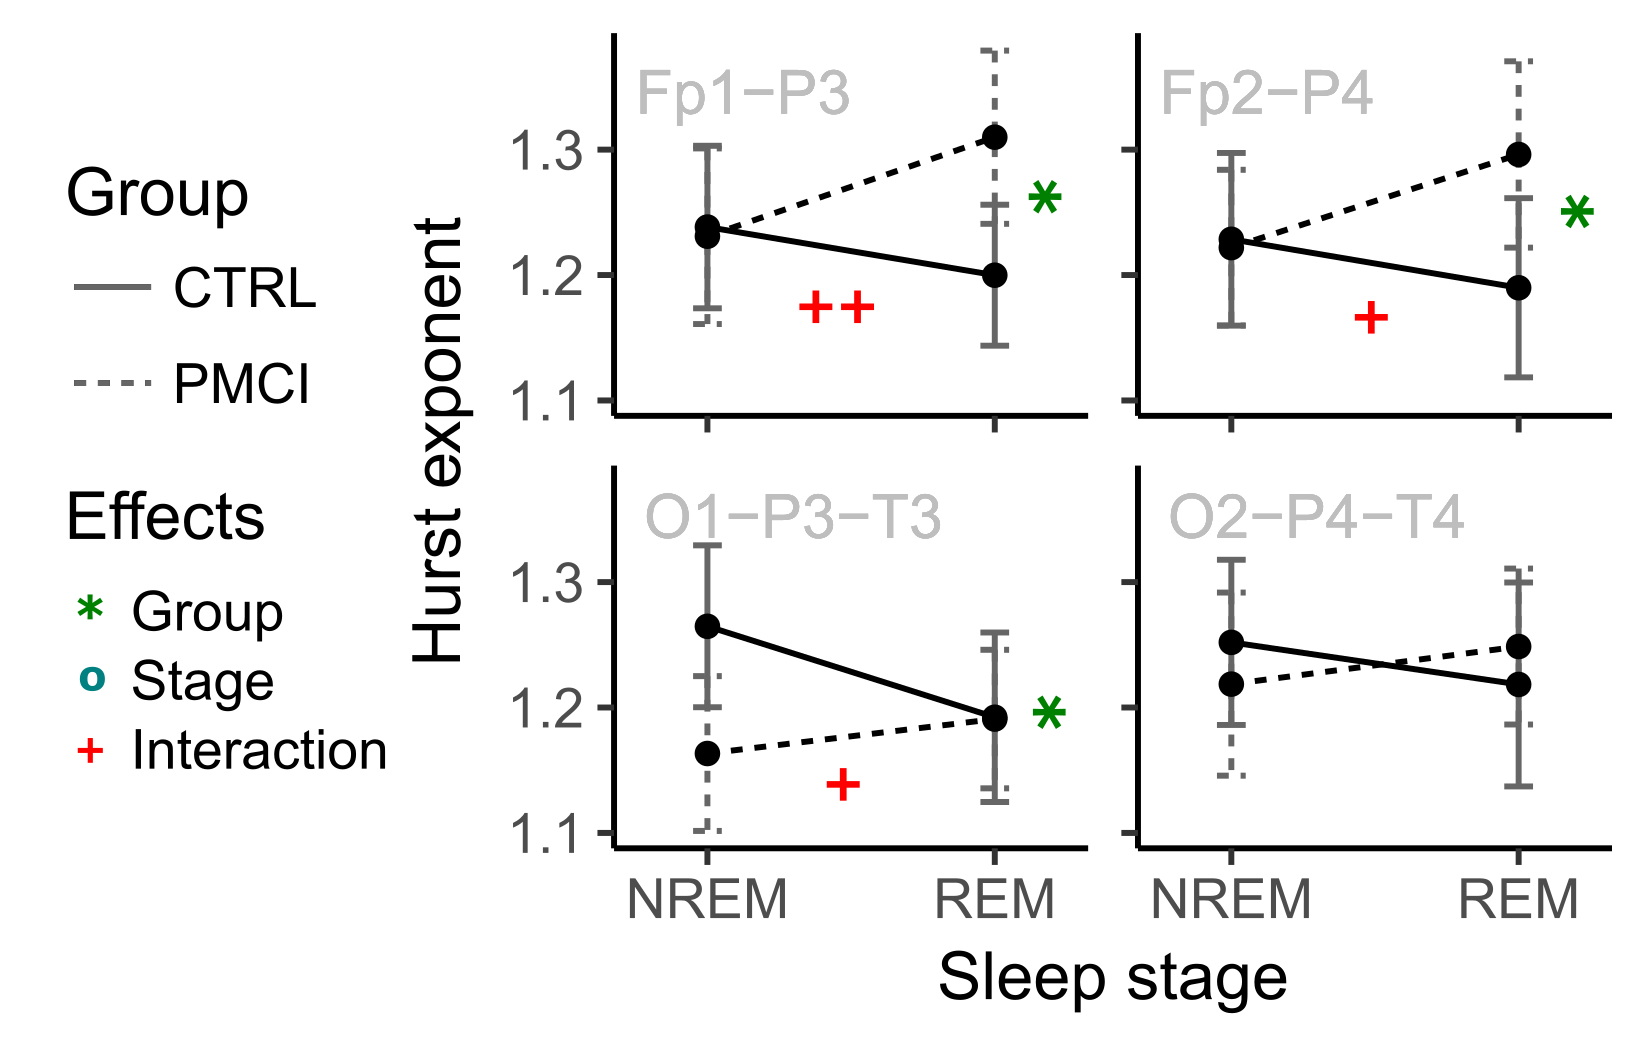 Group
CTRL
PMCI
Effects
* Group
o Stage
+ Interaction
Hurst exponent
Fp1−P3
1.3
1.2
1.1
*
++
Fp2−P4
*
+
O1−P3−T3
1.3
1.2
1.1
*
+
O2−P4−T4
NREM REM NREM REM
Sleep stage